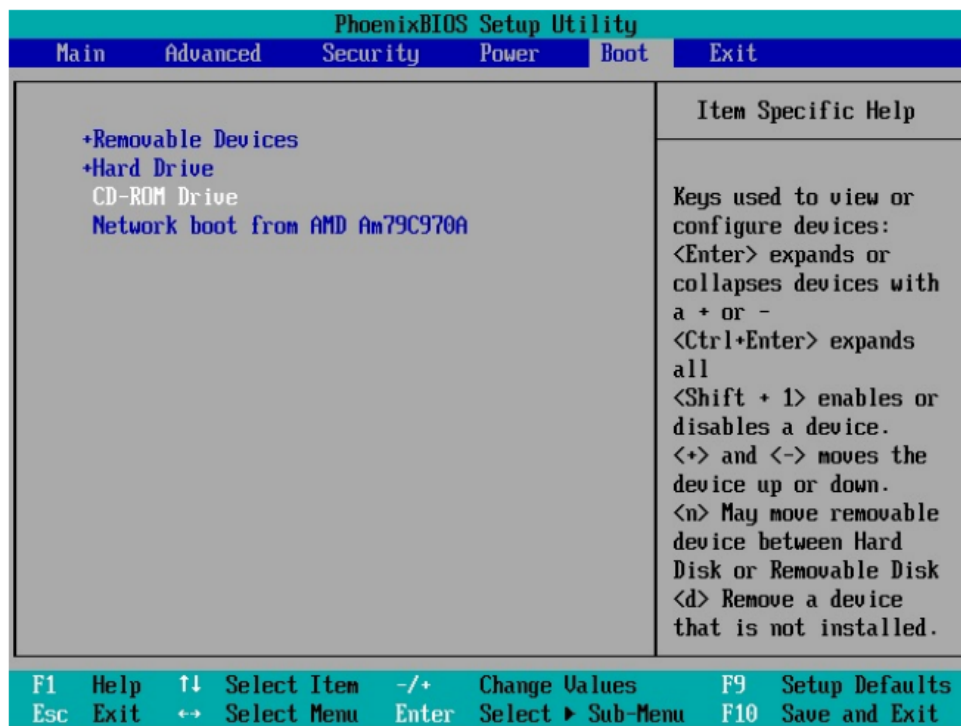 PhoenixBIOS Setup Utility
Main Advanced Security Power Boot Exit
+Removable Devices
+Hard Drive
CD-ROM Drive
Network boot from AMD Am79C970A
Item Specific Help
Keys used to view or
configure devices:
<Enter> expands or
collapses devices with
a + or -
<Ctrl+Enter> expands
all
<Shift + 1> enables or
disables a device.
<+> and <-> moves the
device up or down.
<n> May move removable
device between Hard
Disk or Removable Disk
<d> Remove a device
that is not installed.
F1 Help ↑↓ Select Item -/+ Change Values F9 Setup Defaults
Esc Exit ↔ Select Menu Enter Select ▶ Sub-Menu F10 Save and Exit